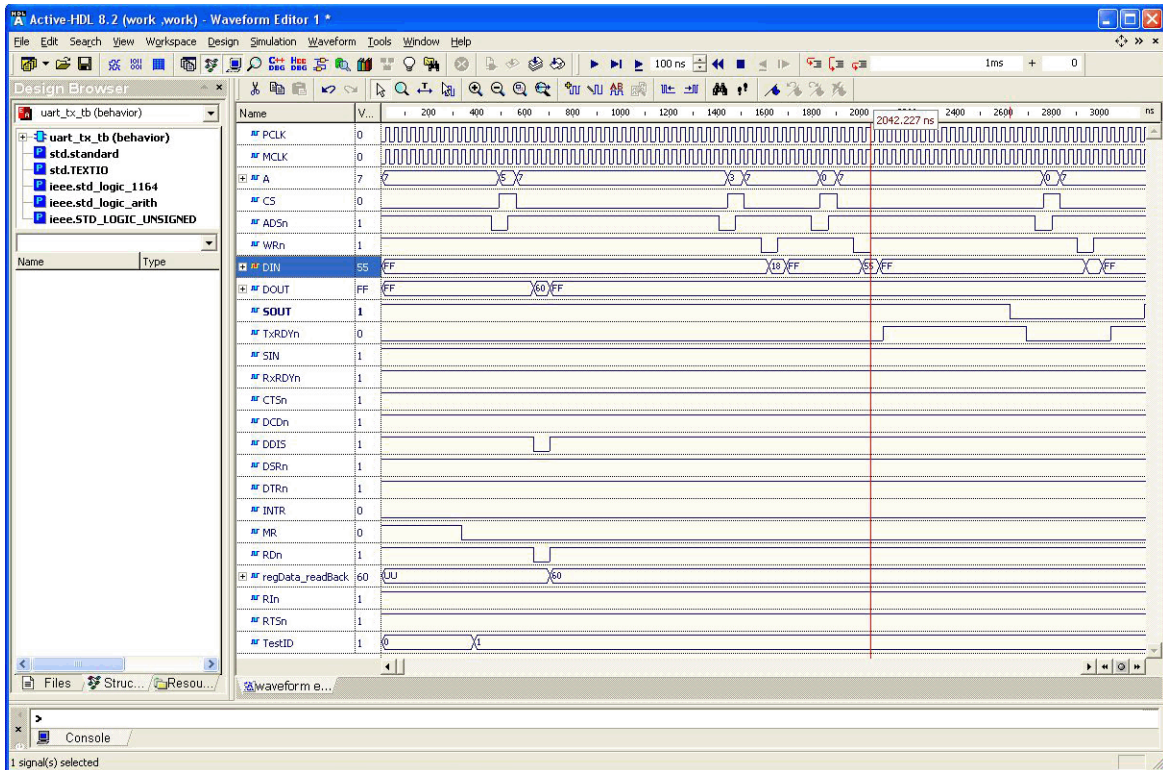 Active-HDL 8.2 (work ,work) - Waveform Editor 1 *
File Edit Search View Workspace Design Simulation Waveform Tools Window Help
100 ns 1ms + 0
Design Browser
uart_tx_tb (behavior)
uart_tx_tb (behavior)
std.standard
std.TEXTIO
ieee.std_logic_1164
ieee.std_logic_arith
ieee.STD_LOGIC_UNSIGNED
Name Type
Files Struc... Resou...
Name V... 200 400 600 800 1000 1200 1400 1600 1800 2000 2400 2600 2800 3000 ns
2042.227 ns
PCLK 0
MCLK 0
A 7 7 5 7 3 7 0 7 0 7
CS 0
ADSn 1
WRn 1
DIN 55 FF 18 FF 55 FF FF
DOUT FF FF 60 FF
SOUT 1
TxRDYn 0
SIN 1
RxRDYn 1
CTSn 1
DCDn 1
DDIS 1
DSRn 1
DTRn 1
INTR 0
MR 0
RDn 1
regData_readBack 60 UU 60
RIn 1
RTSn 1
TestID 1 0 1
waveform e...
>
Console
1 signal(s) selected